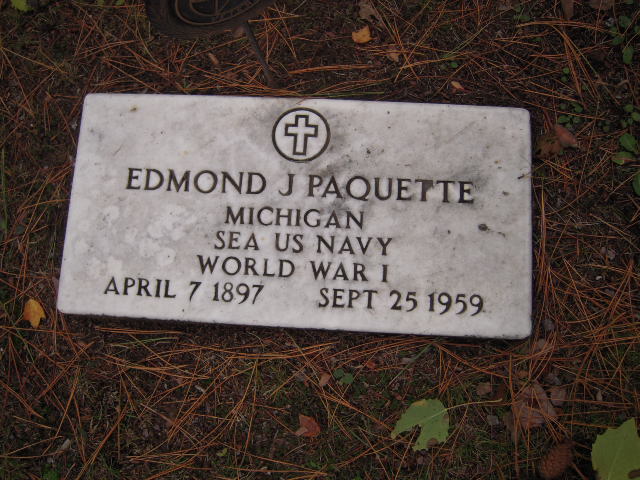 EDMOND J PAQUETTE
MICHIGAN
SEA US NAVY
WORLD WAR I
APRIL 7 1897 SEPT 25 1959